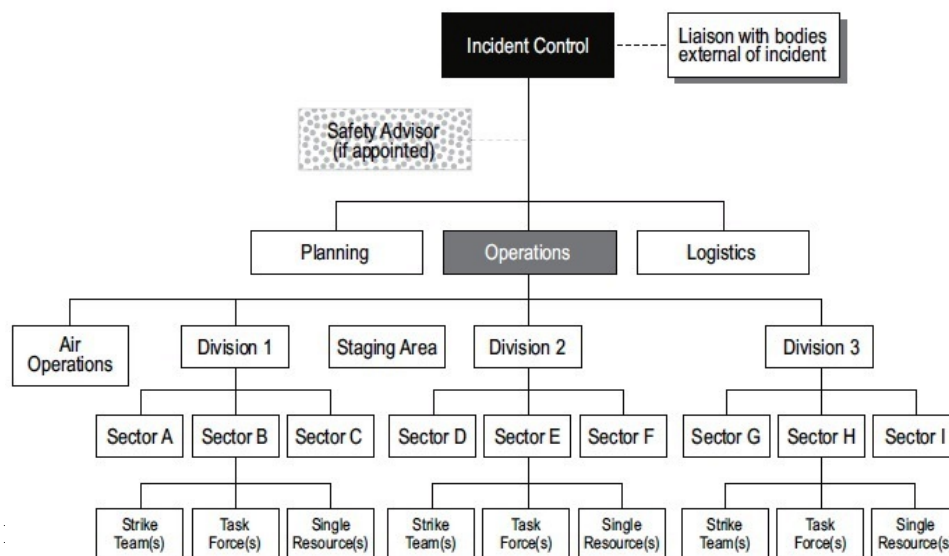 Incident Control
Liaison with bodies
external of incident
Safety Advisor
(if appointed)
Planning
Operations
Logistics
Air
Operations
Division 1
Staging Area
Division 2
Division 3
Sector A
Sector B
Sector C
Sector D
Sector E
Sector F
Sector G
Sector H
Sector I
Strike
Team(s)
Task
Force(s)
Single
Resource(s)
Strike
Team(s)
Task
Force(s)
Single
Resource(s)
Strike
Team(s)
Task
Force(s)
Single
Resource(s)